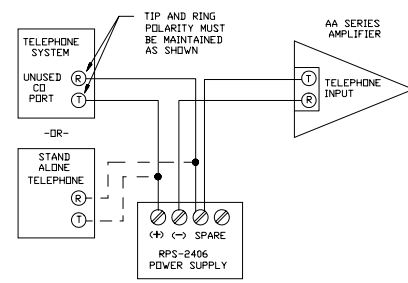 TIP AND RING
POLARITY MUST
BE MAINTAINED
AS SHOWN
AA SERIES
AMPLIFIER
TELEPHONE
SYSTEM
UNUSED
CO
PORT
R
T
T
R
TELEPHONE
INPUT
-OR-
STAND
ALONE
TELEPHONE
R
T
(+) (-) SPARE
RPS-2406
POWER SUPPLY